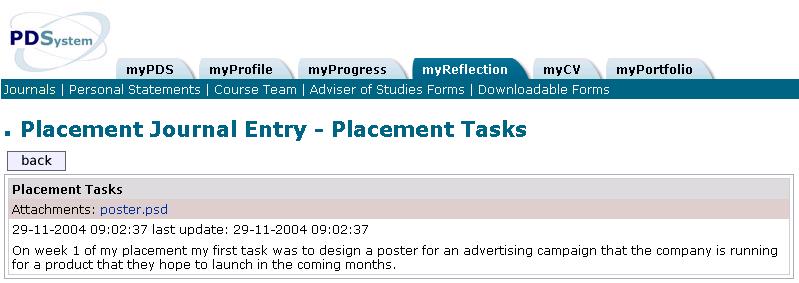 PDSystem
myPDS myProfile myProgress myReflection myCV myPortfolio
Journals | Personal Statements | Course Team | Adviser of Studies Forms | Downloadable Forms
Placement Journal Entry - Placement Tasks
back
Placement Tasks
Attachments: poster.psd
29-11-2004 09:02:37 last update: 29-11-2004 09:02:37
On week 1 of my placement my first task was to design a poster for an advertising campaign that the company is running
for a product that they hope to launch in the coming months.